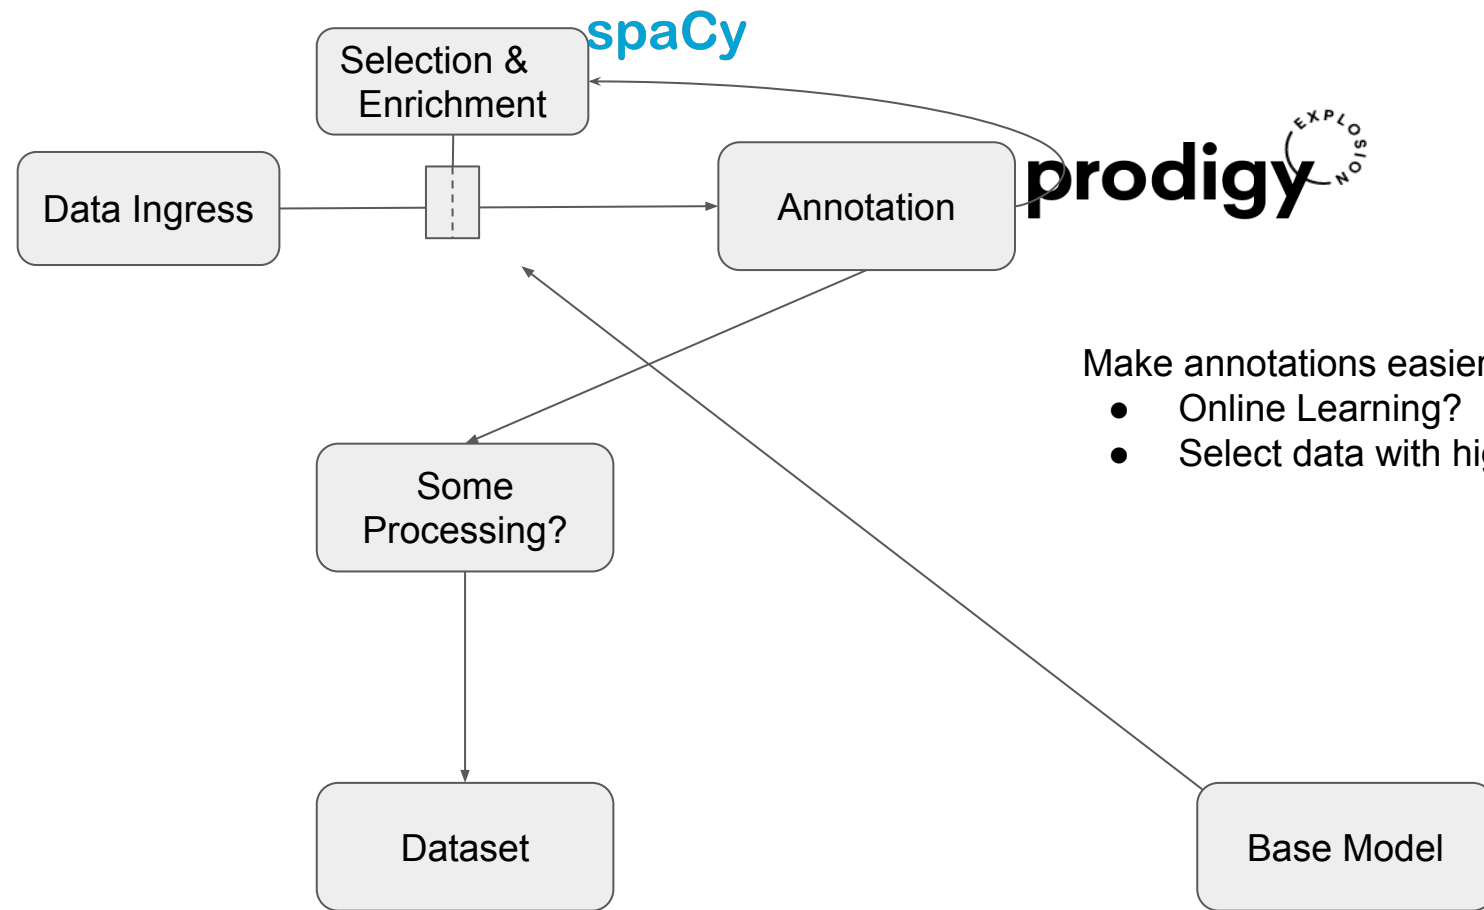 spaCy
Selection &
Enrichment
EXPLOSION
prodigy
Data Ingress
Annotation
Make annotations easier
● Online Learning?
● Select data with
Some
Processing?
Dataset
Base Model